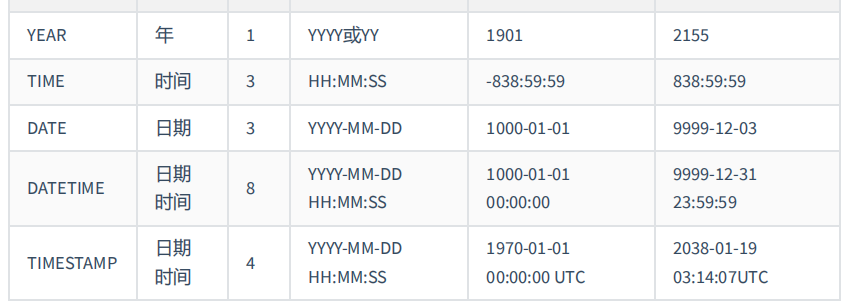 YEAR 年 1 YYYY或YY 1901 2155
TIME 时间 3 HH:MM:SS -838:59:59 838:59:59
DATE 日期 3 YYYY-MM-DD 1000-01-01 9999-12-03
DATETIME 日期 8 YYYY-MM-DD 1000-01-01 9999-12-31
时间 HH:MM:SS 00:00:00 23:59:59
TIMESTAMP 日期 4 YYYY-MM-DD 1970-01-01 2038-01-19
时间 HH:MM:SS 00:00:00 UTC 03:14:07UTC